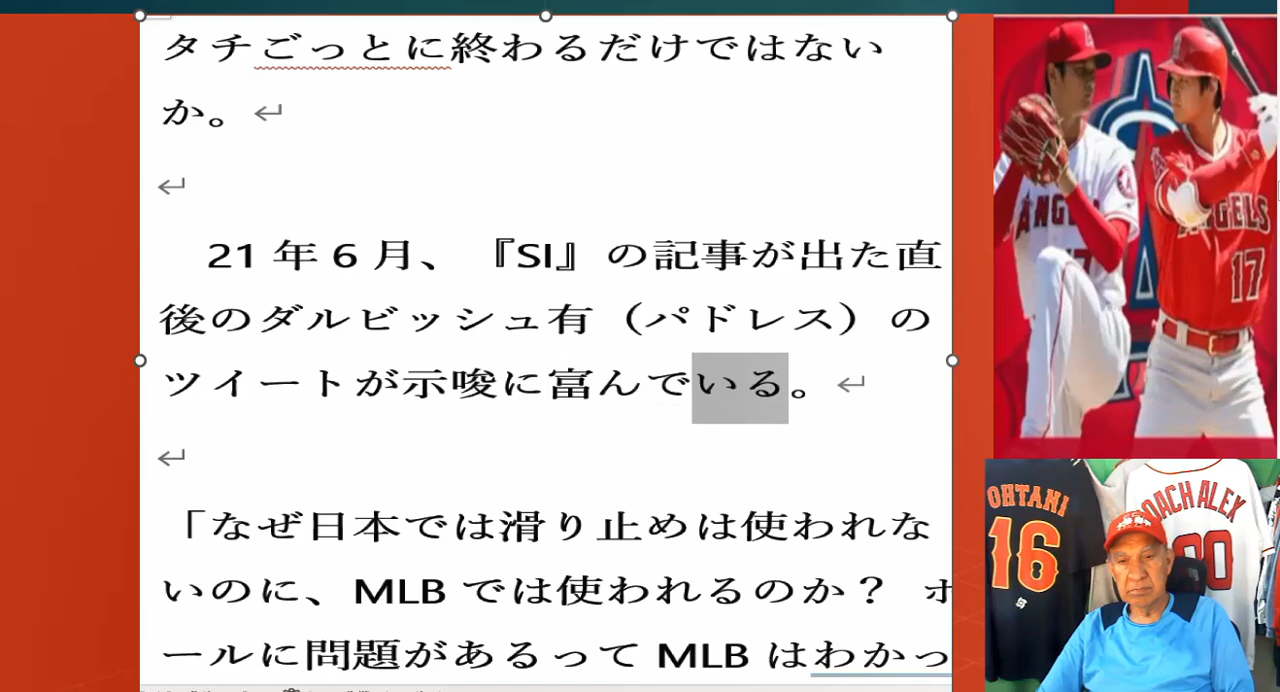 タチごっとに終わるだけではない
か。
21年6月、『SI』の記事が出た直
後のダルビッシュ有（パドレス）の
ツイートが示唆に富んでいる。
「なぜ日本では滑り止めは使われな
いのに、MLBでは使われるのか？
ールに問題があるってMLBはわかっ
ANGELS
17
OHTANI
16
COACH ALEX
00